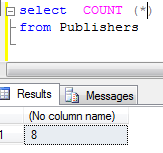 select COUNT (*)
from Publishers
Results Messages
(No column name)
1 8